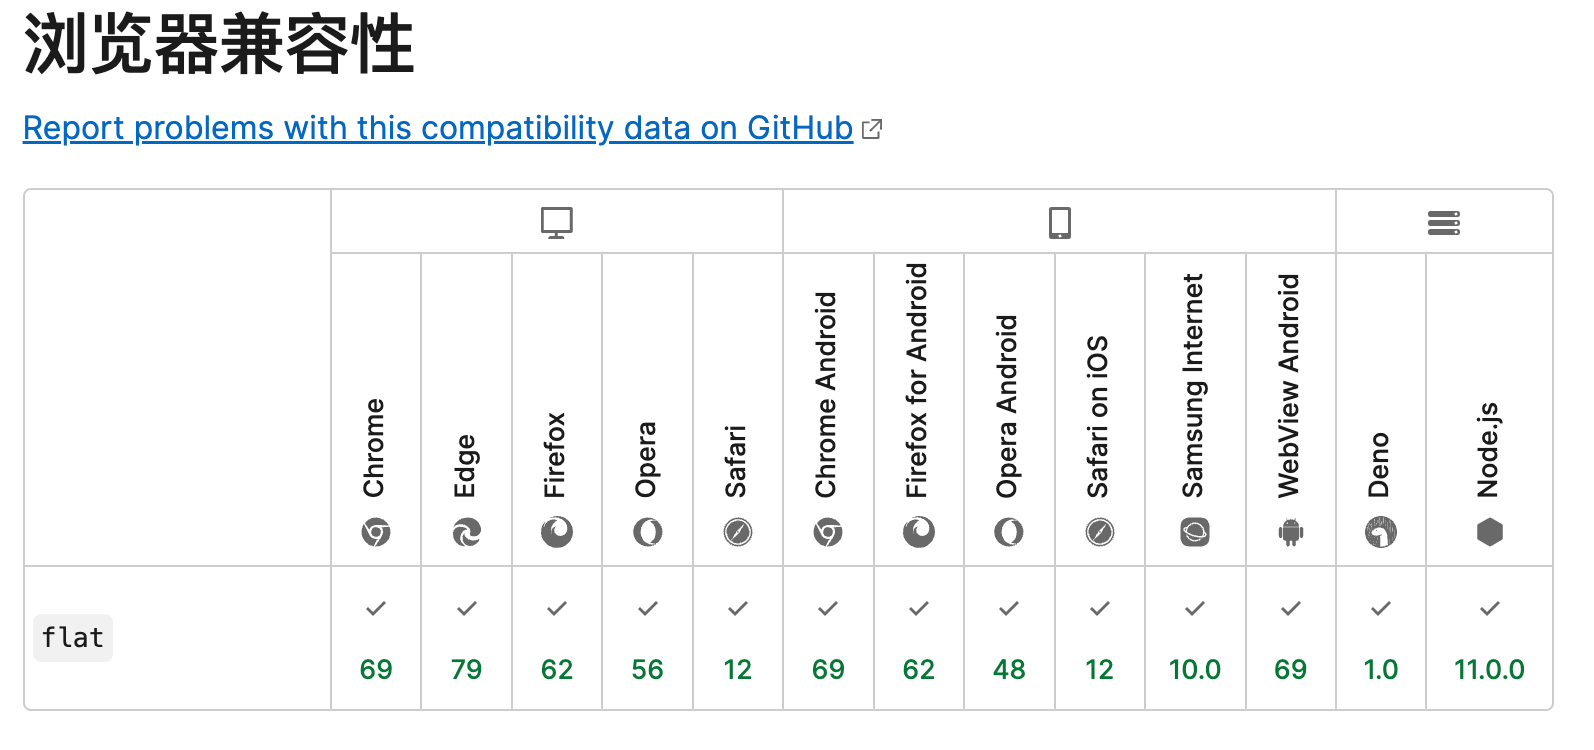 浏览器兼容性
Report problems with this compatibility data on GitHub
Chrome
Edge
Firefox
Opera
Safari
Chrome Android
Firefox for Android
Opera Android
Safari on iOS
Samsung Internet
WebView Android
Deno
Node.js
flat
69 79 62 56 12 69 62 48 12 10.0 69 1.0 11.0.0